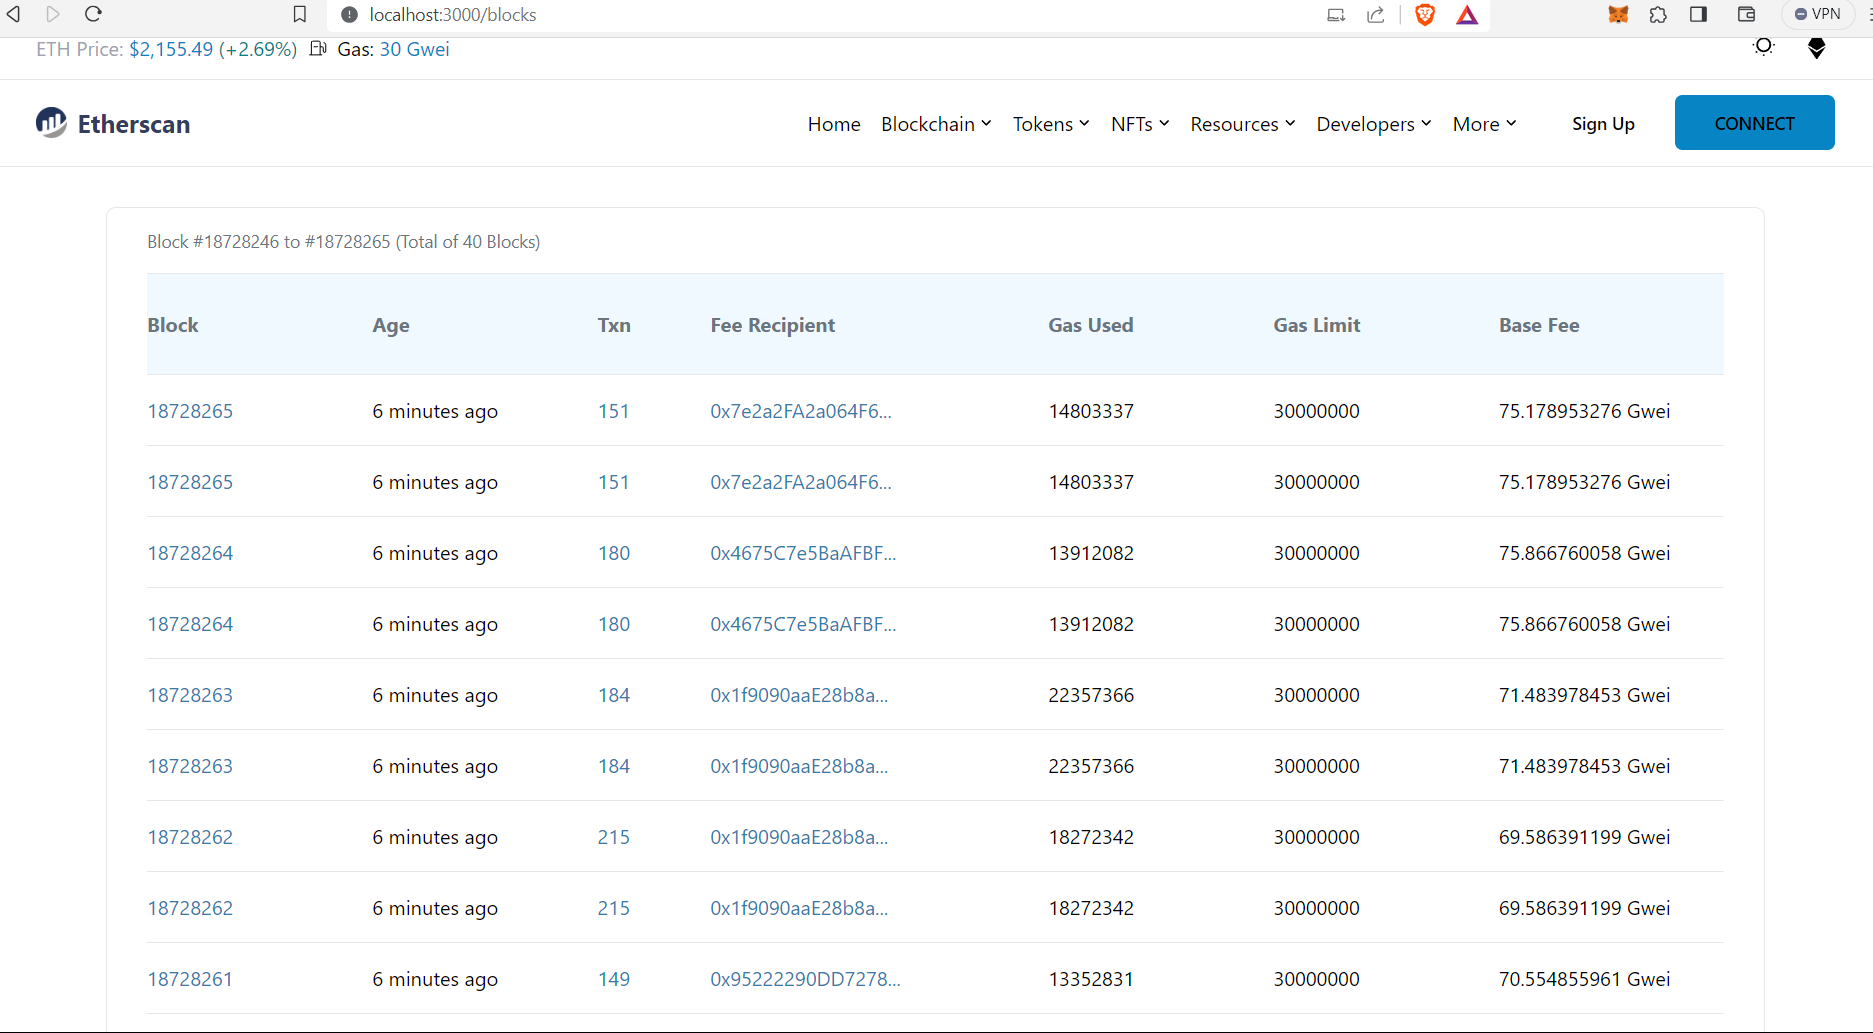 localhost:3000/blocks
VPN
ETH Price: $2,155.49 (+2.69%) Gas: 30 Gwei
Etherscan
Home Blockchain Tokens NFTs Resources Developers More Sign Up CONNECT
Block #18728246 to #18728265 (Total of 40 Blocks)
Block Age Txn Fee Recipient Gas Used Gas Limit Base Fee
18728265 6 minutes ago 151 0x7e2a2FA2a064F6... 14803337 30000000 75.178953276 Gwei
18728265 6 minutes ago 151 0x7e2a2FA2a064F6... 14803337 30000000 75.178953276 Gwei
18728264 6 minutes ago 180 0x4675C7e5BaAFBF... 13912082 30000000 75.866760058 Gwei
18728264 6 minutes ago 180 0x4675C7e5BaAFBF... 13912082 30000000 75.866760058 Gwei
18728263 6 minutes ago 184 0x1f9090aaE28b8a... 22357366 30000000 71.483978453 Gwei
18728263 6 minutes ago 184 0x1f9090aaE28b8a... 22357366 30000000 71.483978453 Gwei
18728262 6 minutes ago 215 0x1f9090aaE28b8a... 18272342 30000000 69.586391199 Gwei
18728262 6 minutes ago 215 0x1f9090aaE28b8a... 18272342 30000000 69.586391199 Gwei
18728261 6 minutes ago 149 0x95222290DD7278... 13352831 30000000 70.554855961 Gwei